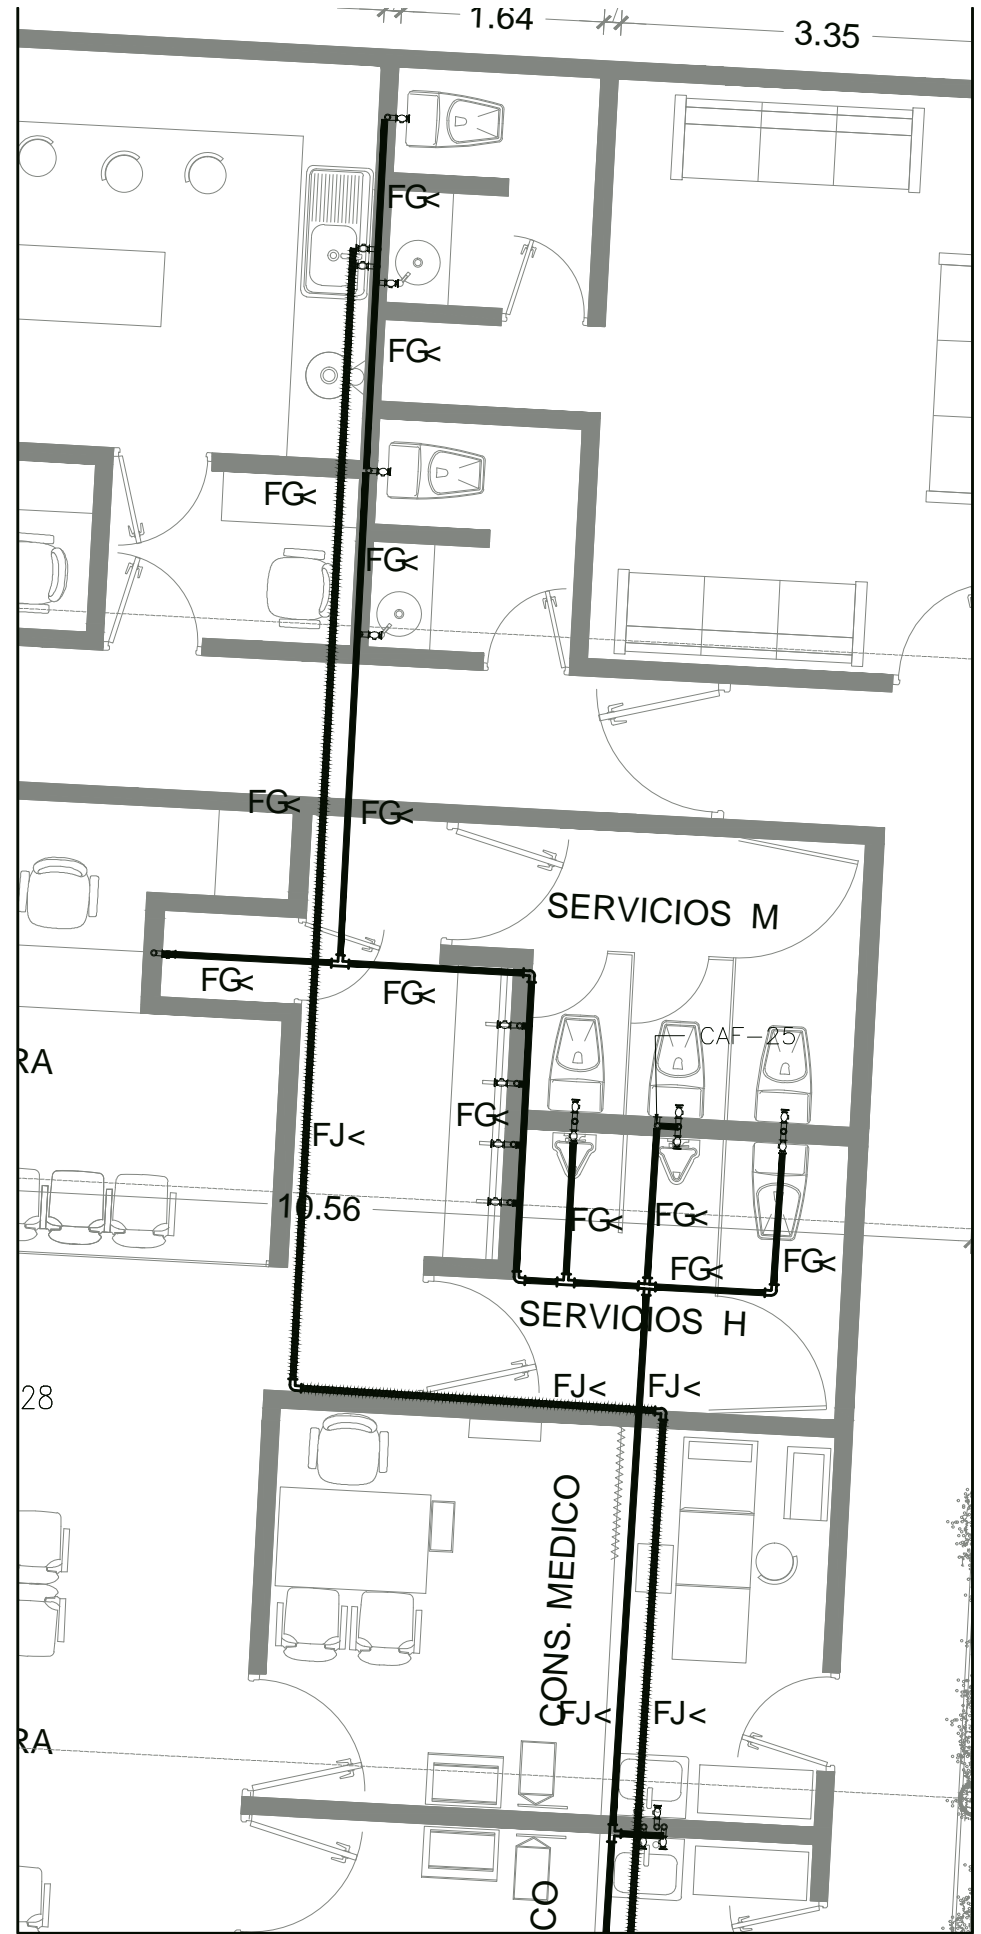 1.64
3.35
FG<
FG<
FG<
FG<
FG<
FG<
SERVICIOS M
FG<
FG<
CAF-25
RA
FG<
FJ<
10.56
FG<
FG<
FG<
FG<
SERVICIOS H
FJ<
FJ<
28
CONS. MEDICO
FJ<
FJ<
RA
CO